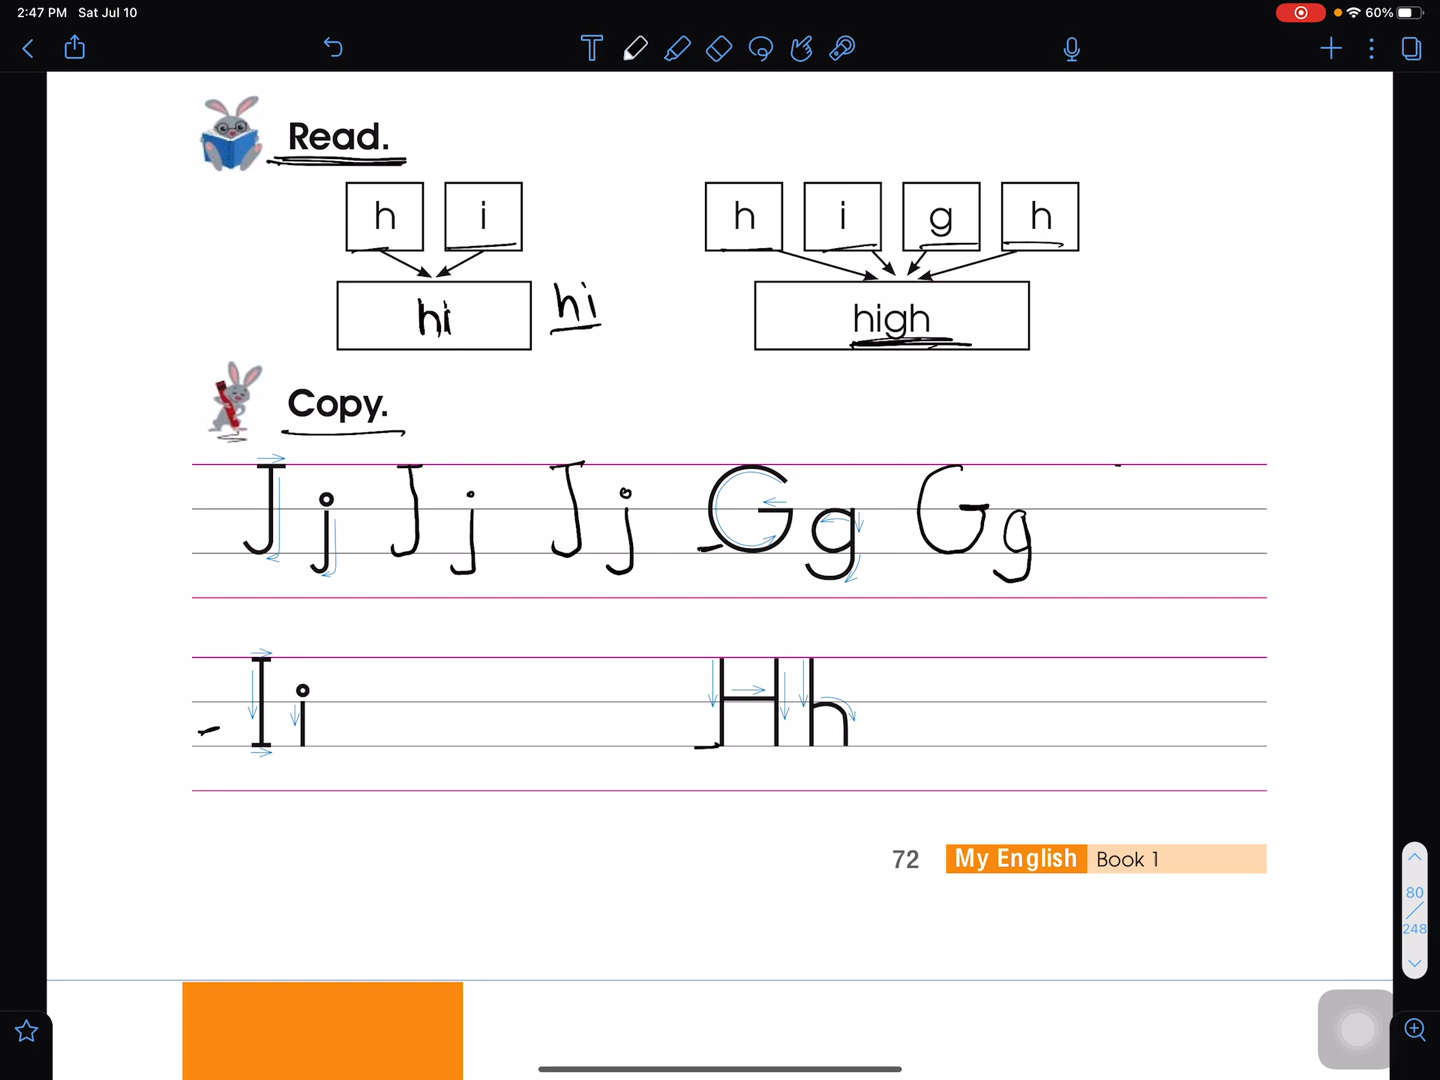 2:47 PM Sat Jul 10 60%
Read.
h i h i g h
hi hi high
Copy.
J j J j J j G g G g
I i H h
72 My English Book 1
80
248